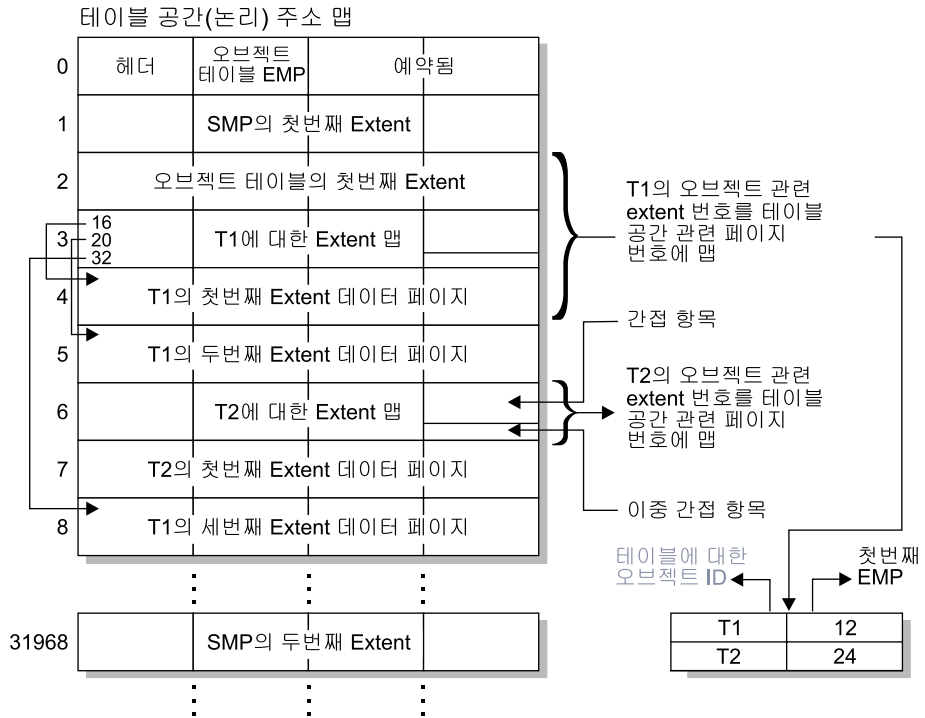 테이블 공간(논리) 주소 맵
0
헤더
오브젝트
테이블 EMP
예약됨
1
SMP의 첫번째 Extent
2
오브젝트 테이블의 첫번째 Extent
3
16
20
32
T1에 대한 Extent 맵
4
T1의 첫번째 Extent 데이터 페이지
5
T1의 두번째 Extent 데이터 페이지
6
T2에 대한 Extent 맵
7
T2의 첫번째 Extent 데이터 페이지
8
T1의 세번째 Extent 데이터 페이지
31968
SMP의 두번째 Extent
T1의 오브젝트 관련
extent 번호를 테이블
공간 관련 페이지
번호에 맵
간접 항목
T2의 오브젝트 관련
extent 번호를 테이블
공간 관련 페이지
번호에 맵
이중 간접 항목
테이블에 대한
오브젝트 ID
첫번째
EMP
T1 12
T2 24